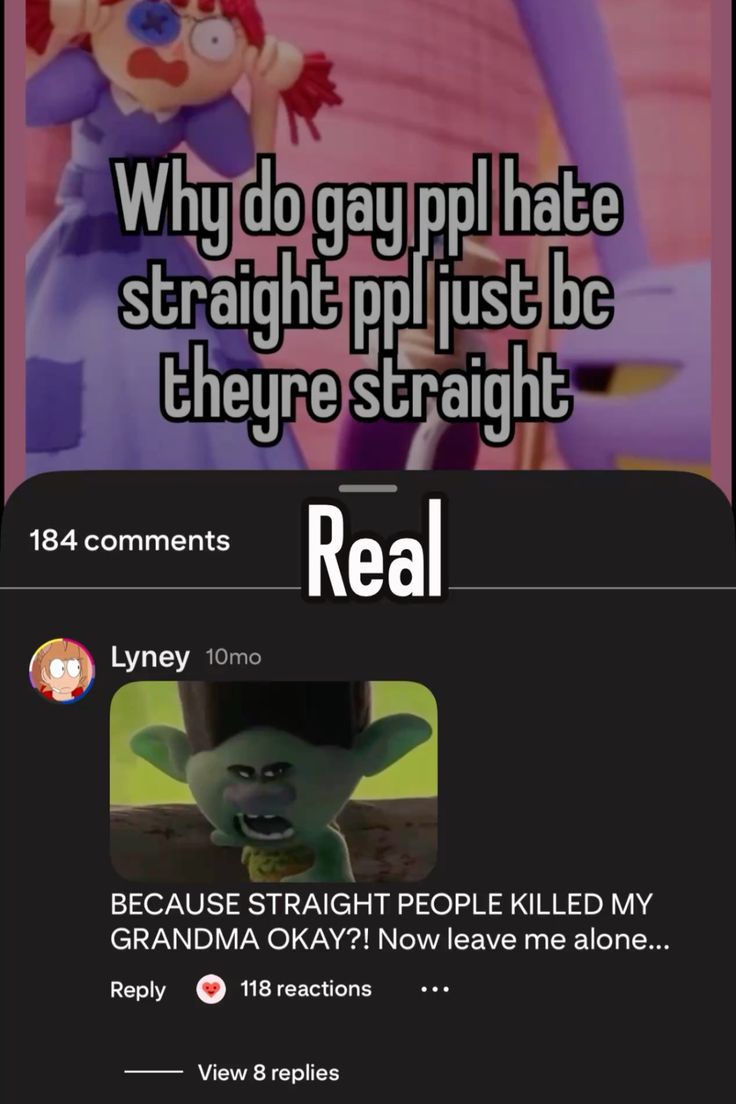 Why do gay ppl hate
straight ppl just bc
theyre straight
184 comments
Real
Lyney 10mo
BECAUSE STRAIGHT PEOPLE KILLED MY
GRANDMA OKAY?! Now leave me alone...
Reply 118 reactions
View 8 replies